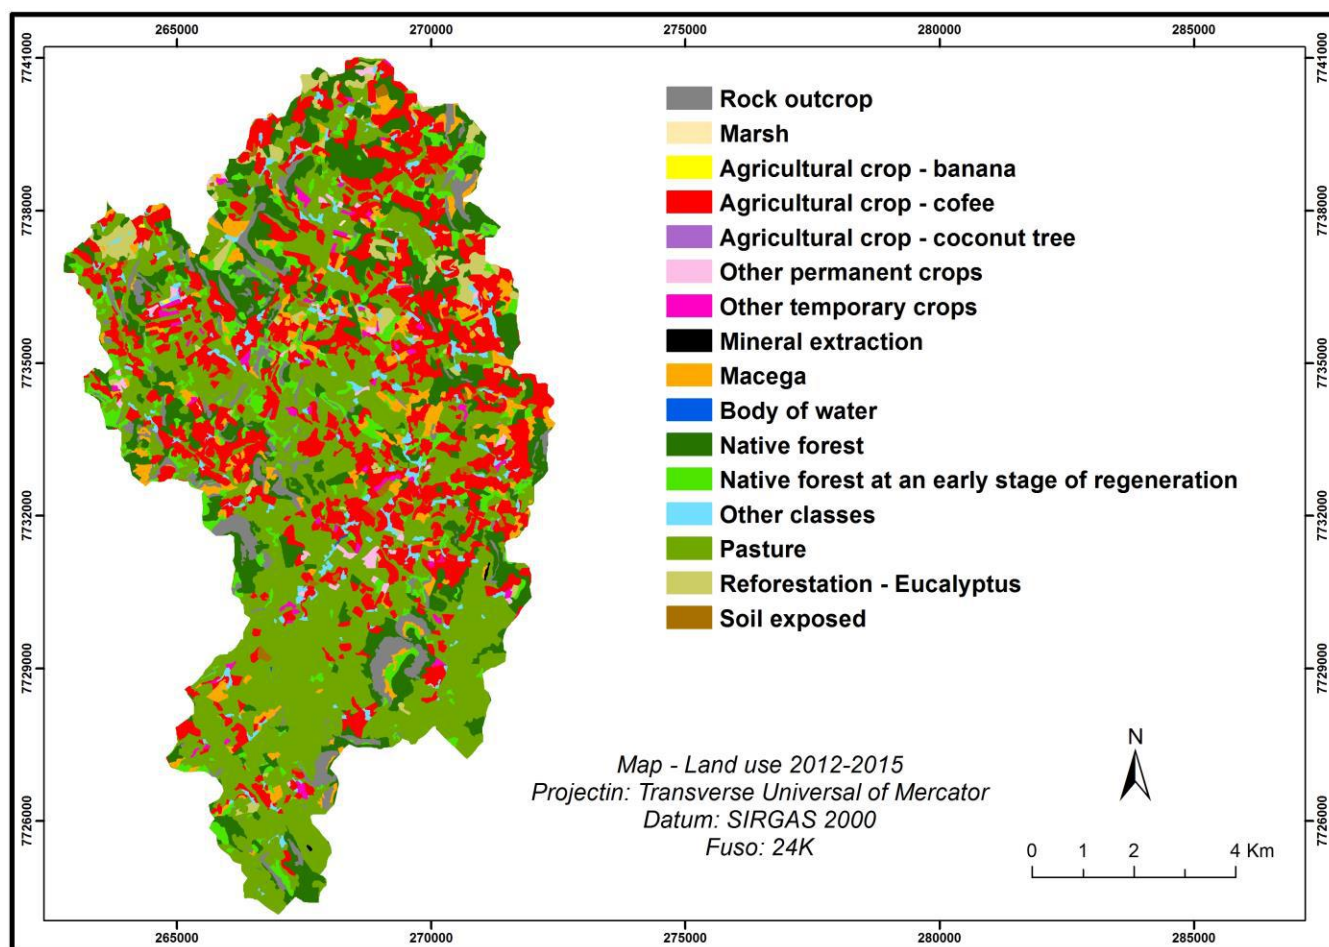 265000 270000 275000 280000 285000
7741000 7741000
Rock outcrop
Marsh
Agricultural crop - banana
Agricultural crop - cofee
7738000 7738000
Agricultural crop - coconut tree
Other permanent crops
Other temporary crops
Mineral extraction
7735000 7735000
Macega
Body of water
Native forest
Native forest at an early stage of regeneration
7732000 7732000
Other classes
Pasture
Reforestation - Eucalyptus
Soil exposed
7729000 7729000
Map - Land use 2012-2015
Projectin: Transverse Universal of Mercator
Datum: SIRGAS 2000
Fuso: 24K
7726000 7726000
N
0 1 2 4 Km
265000 270000 275000 280000 285000